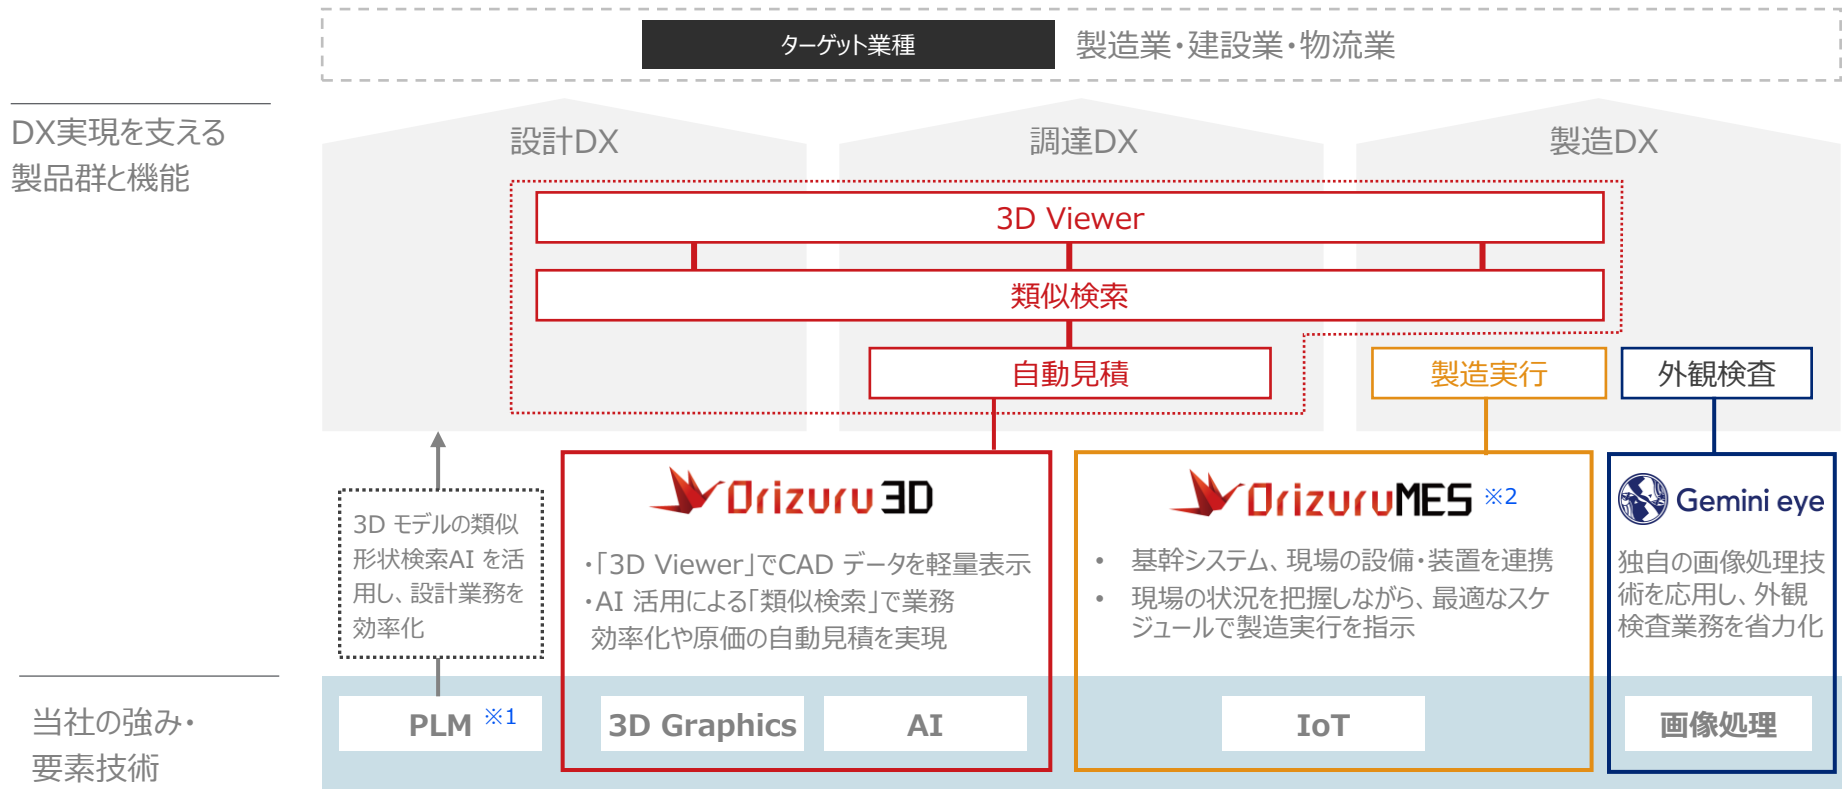 ターゲット業種
製造業・建設業・物流業
DX実現を支える
製品群と機能
設計DX
調達DX
製造DX
3D Viewer
類似検索
自動見積
製造実行
外観検査
3D モデルの類似
形状検索AI を活
用し、設計業務を
効率化
Orizuru 3D
・「3D Viewer」でCAD データを軽量表示
・AI 活用による「類似検索」で業務
効率化や原価の自動見積を実現
OrizuruMES ※2
• 基幹システム、現場の設備・装置を連携
• 現場の状況を把握しながら、最適なスケ
ジュールで製造実行を指示
Gemini eye
独自の画像処理技
術を応用し、外観
検査業務を省力化
当社の強み・
要素技術
PLM ※1
3D Graphics
AI
IoT
画像処理